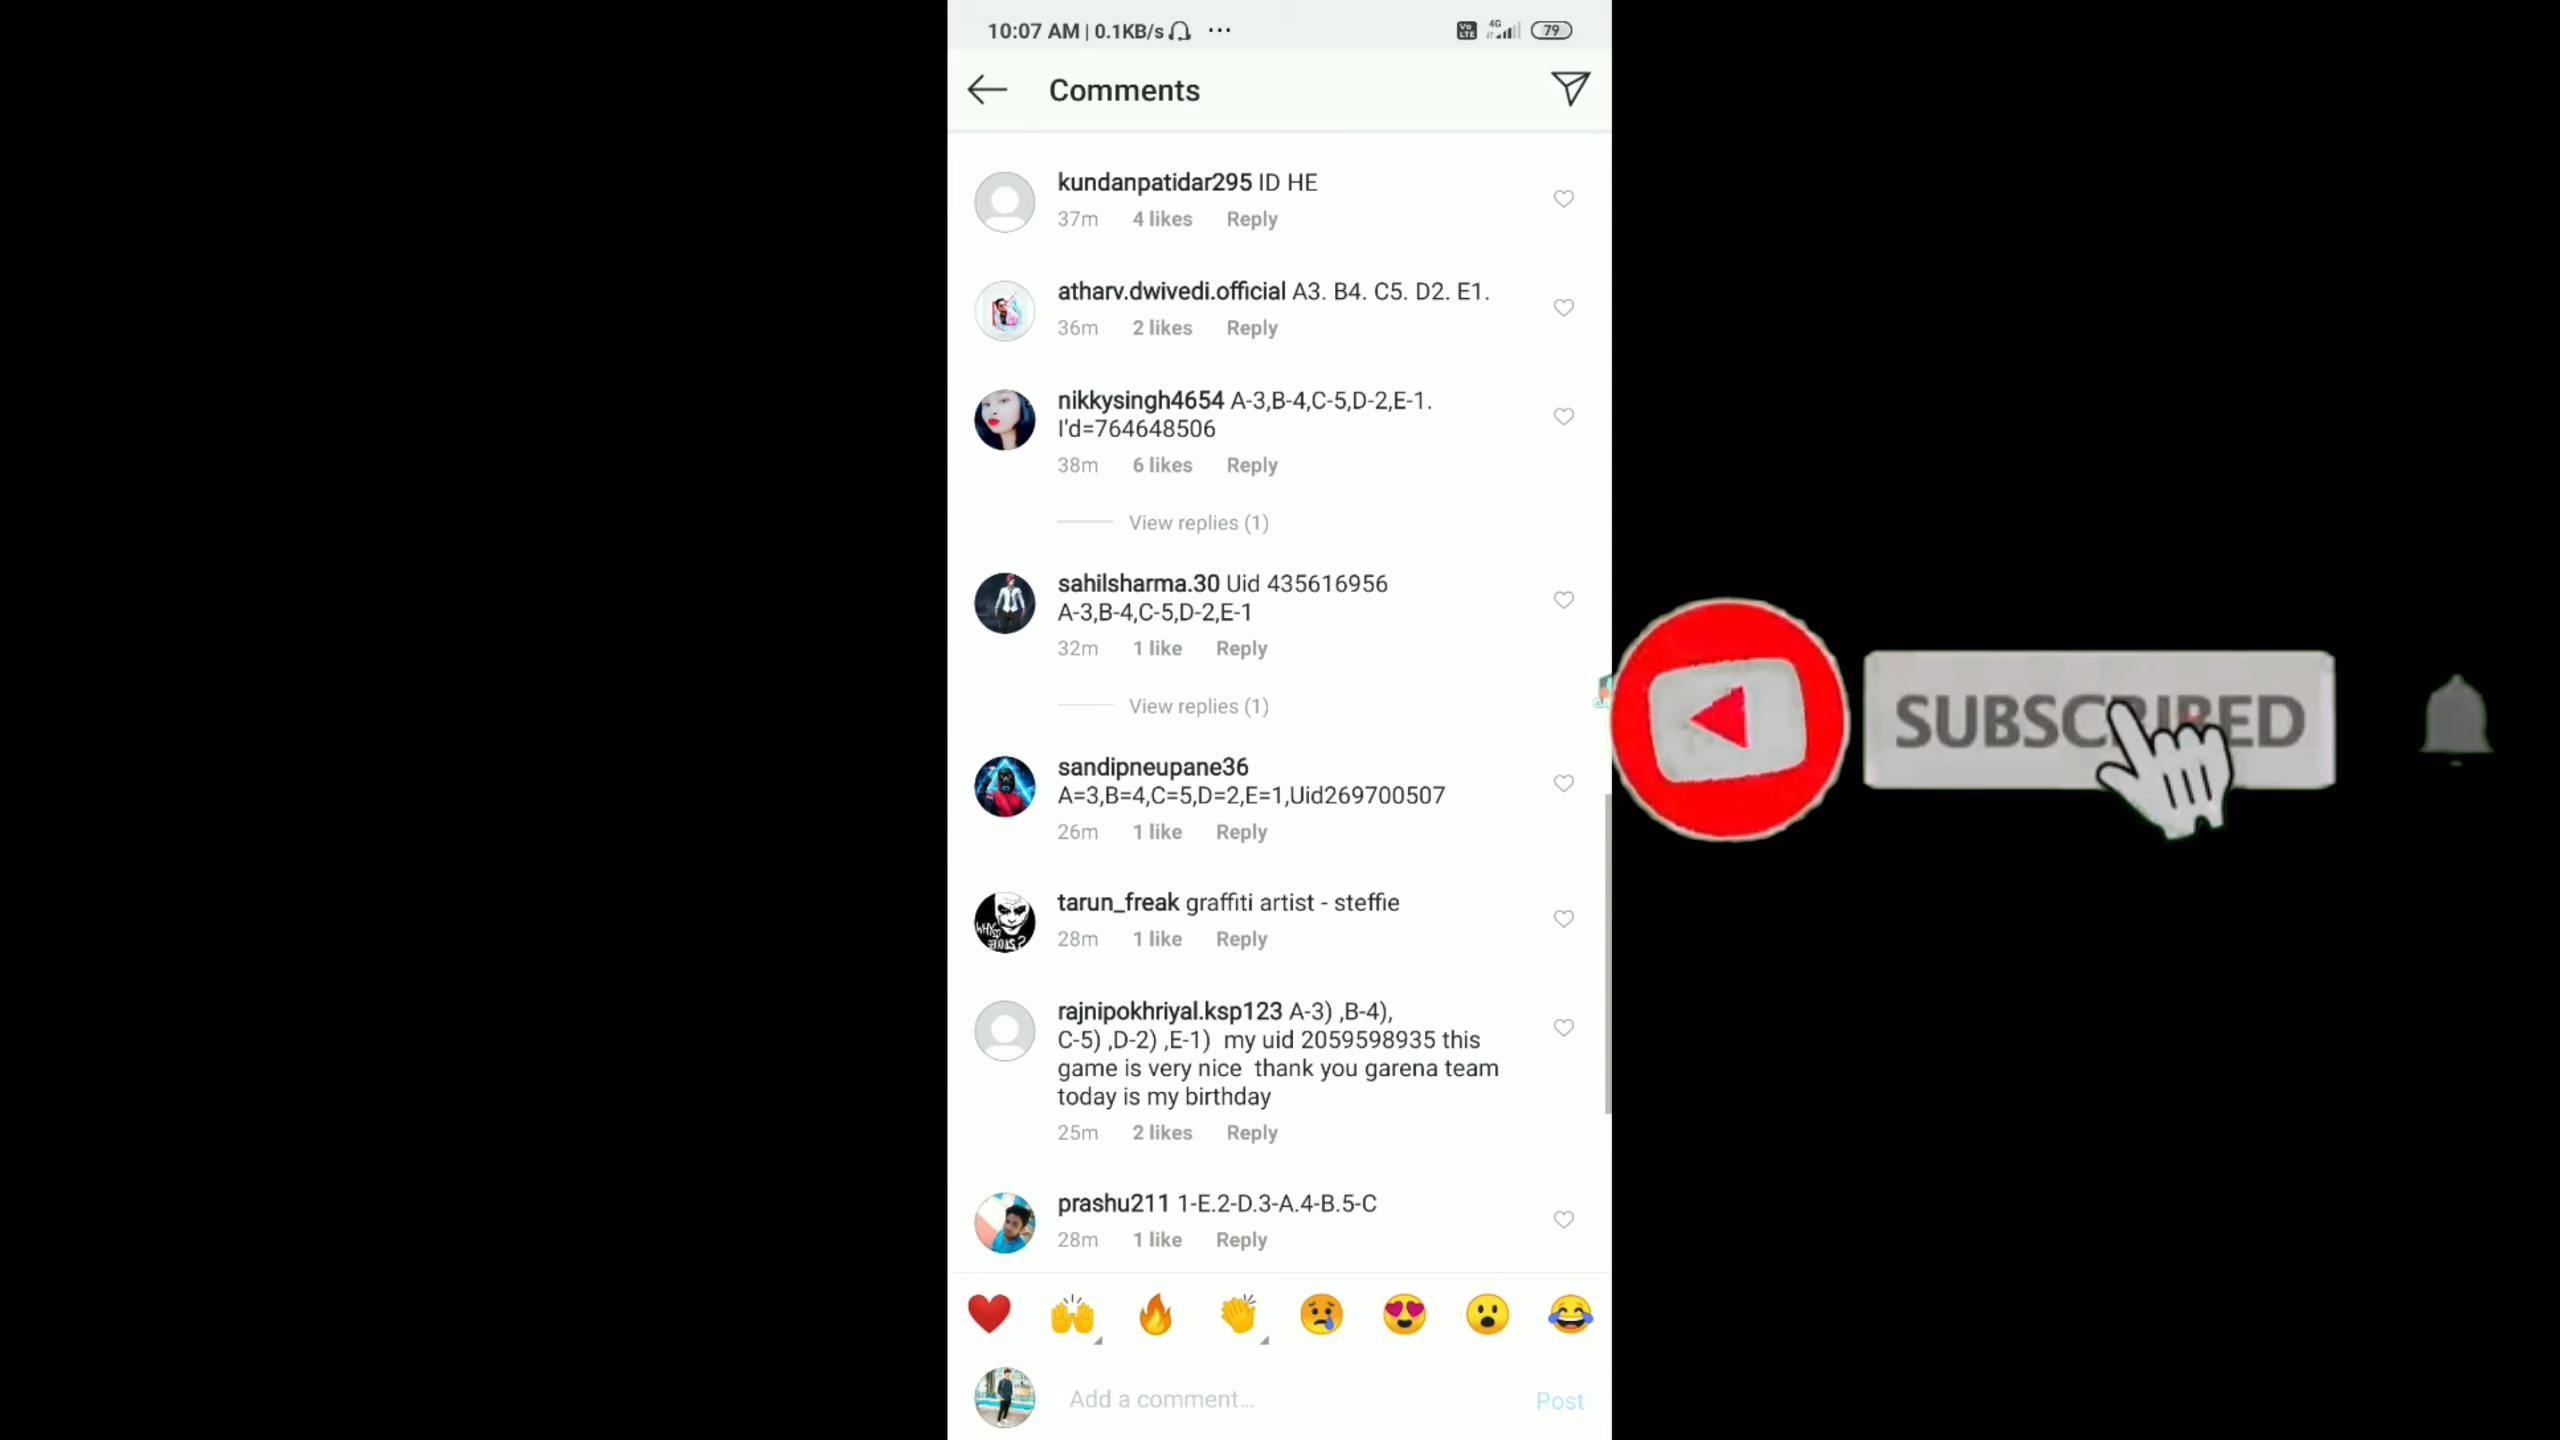 10:07 AM | 0.1KB/s ... Vo LTE 4G 79
Comments
kundanpatidar295 ID HE
37m 4 likes Reply
atharv.dwivedi.official A3. B4. C5. D2. E1.
36m 2 likes Reply
nikkysingh4654 A-3,B-4,C-5,D-2,E-1.
I'd=764648506
38m 6 likes Reply
View replies (1)
sahilsharma.30 Uid 435616956
A-3,B-4,C-5,D-2,E-1
32m 1 like Reply
View replies (1)
sandipneupane36
A=3,B=4,C=5,D=2,E=1,Uid269700507
26m 1 like Reply
tarun_freak graffiti artist - steffie
28m 1 like Reply
rajnipokhriyal.ksp123 A-3) ,B-4),
C-5) ,D-2) ,E-1)  my uid 2059598935 this
game is very nice  thank you garena team
today is my birthday
25m 2 likes Reply
prashu211 1-E.2-D.3-A.4-B.5-C
28m 1 like Reply
Add a comment... Post
SUBSCRIBED